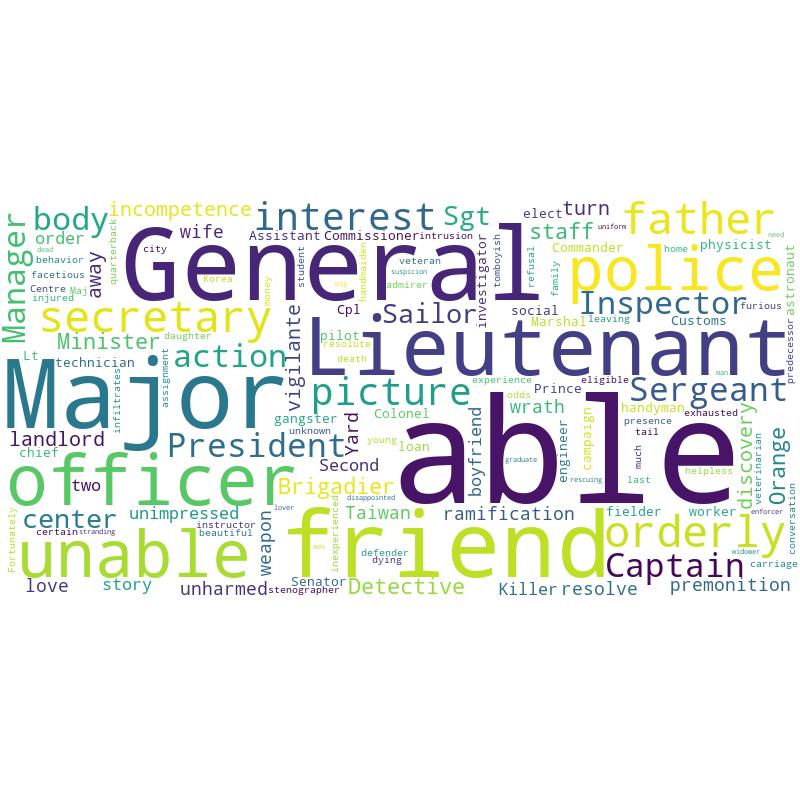 incompetence
interest
Sgt
elect
turn
father
body
wife
Assistant
Commissioner
intrusion
staff
uniform
need
order
dead
city
General
Commander
home
physicist
behavior
away
quarterback
student
veteran
tomboyish
refusal
family
police
Manager
facetious
Korea
money
handmaiden
suspicion
admirer
investigator
astronaut
Centre
Maj
injured
bug
Cpl
Sailor
social
Inspector
furious
secretary
vigilante
pilot
Marshal
leaving
Customs
Minister
daughter
resolute
Lieutenant
predecessor
Lt
technician
action
death
man
Major
infiltrates
assignment
picture
experience
odds
Prince
eligible
Sergeant
gangster
Colonel
wrath
handyman
exhausted
landlord
President
Yard
young
loan
boyfriend
able
engineer
campaign
presence
tail
discovery
chief
Second
graduate
rescuing
much
helpless
last
veterinarian
Orange
conversation
officer
two
Brigadier
disappointed
center
unimpressed
lover
Taiwan
ramification
fielder
worker
enforcer
certain
stranding
instructor
beautiful
weapon
unknown
inexperienced
friend
orderly
Fortunately
unable
men
defender
dying
widower
Captain
carriage
love
story
unharmed
stenographer
Senator
Detective
Killer
resolve
premonition